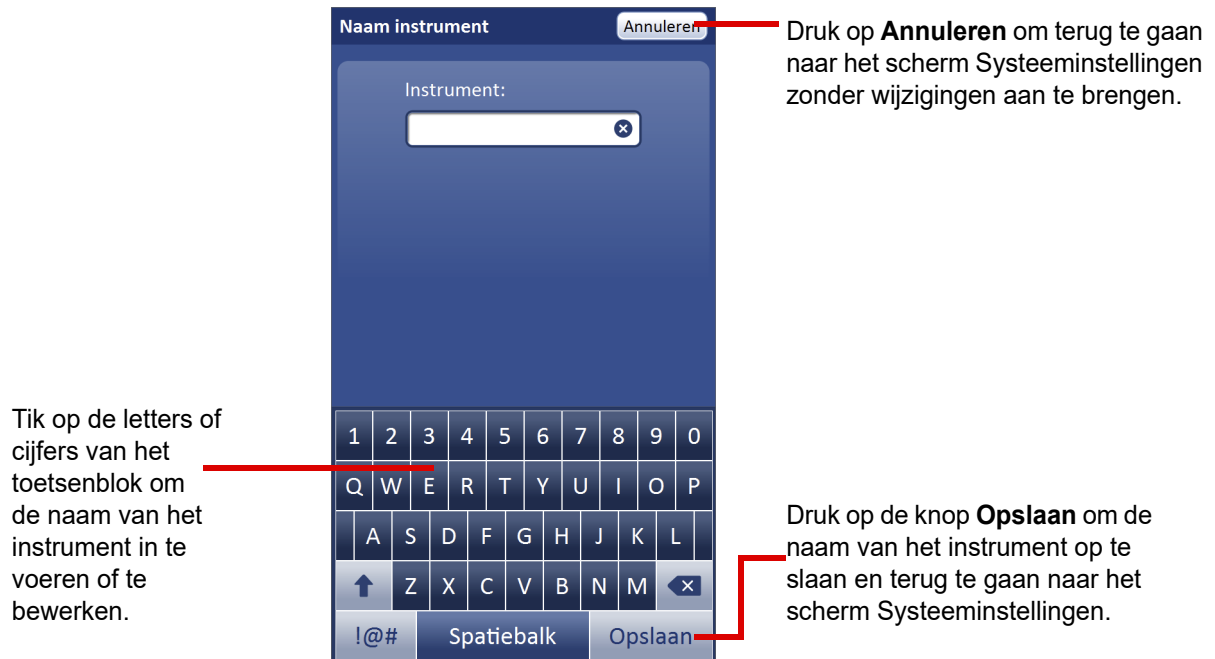 Naam instrument
Annuleren
Druk op Annuleren om terug te gaan
naar het scherm Systeeminstellingen
zonder wijzigingen aan te brengen.
Instrument:
Tik op de letters of
cijfers van het
toetsenblok om
de naam van het
instrument in te
voeren of te
bewerken.
1 2 3 4 5 6 7 8 9 0
Q W E R T Y U I O P
A S D F G H J K L
Z X C V B N M
!@# Spatiebalk Opslaan
Druk op de knop Opslaan om de
naam van het instrument op te
slaan en terug te gaan naar het
scherm Systeeminstellingen.